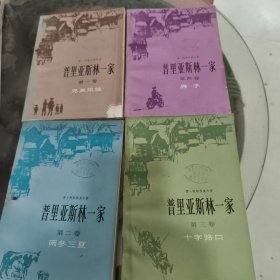 普里亚斯林一家
第一卷
兄弟姐妹
普里亚斯林一家
第四卷
房子
普里亚斯林一家
第二卷
两冬三夏
普里亚斯林一家
第三卷
十字路口